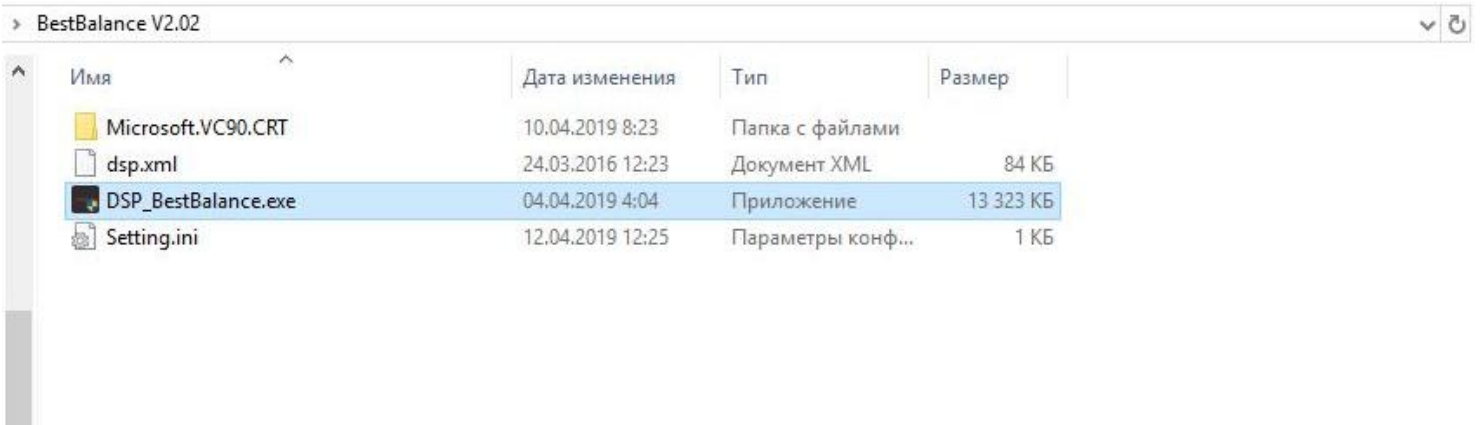 BestBalance V2.02
Имя Дата изменения Тип Размер
Microsoft.VC90.CRT 10.04.2019 8:23 Папка с файлами
dsp.xml 24.03.2016 12:23 Документ XML 84 КБ
DSP_BestBalance.exe 04.04.2019 4:04 Приложение 13 323 КБ
Setting.ini 12.04.2019 12:25 Параметры конф... 1 КБ